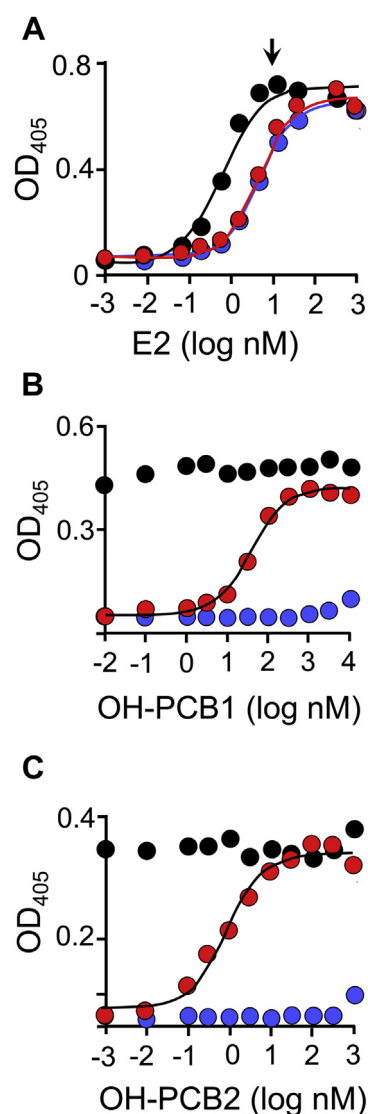 A
OD405
0.8
0.4
0
-3 -2 -1 0 1 2 3
E2 (log nM)
B
OD405
0.6
0.3
-2 -1 0 1 2 3 4
OH-PCB1 (log nM)
C
OD405
0.4
0.2
-3 -2 -1 0 1 2 3
OH-PCB2 (log nM)